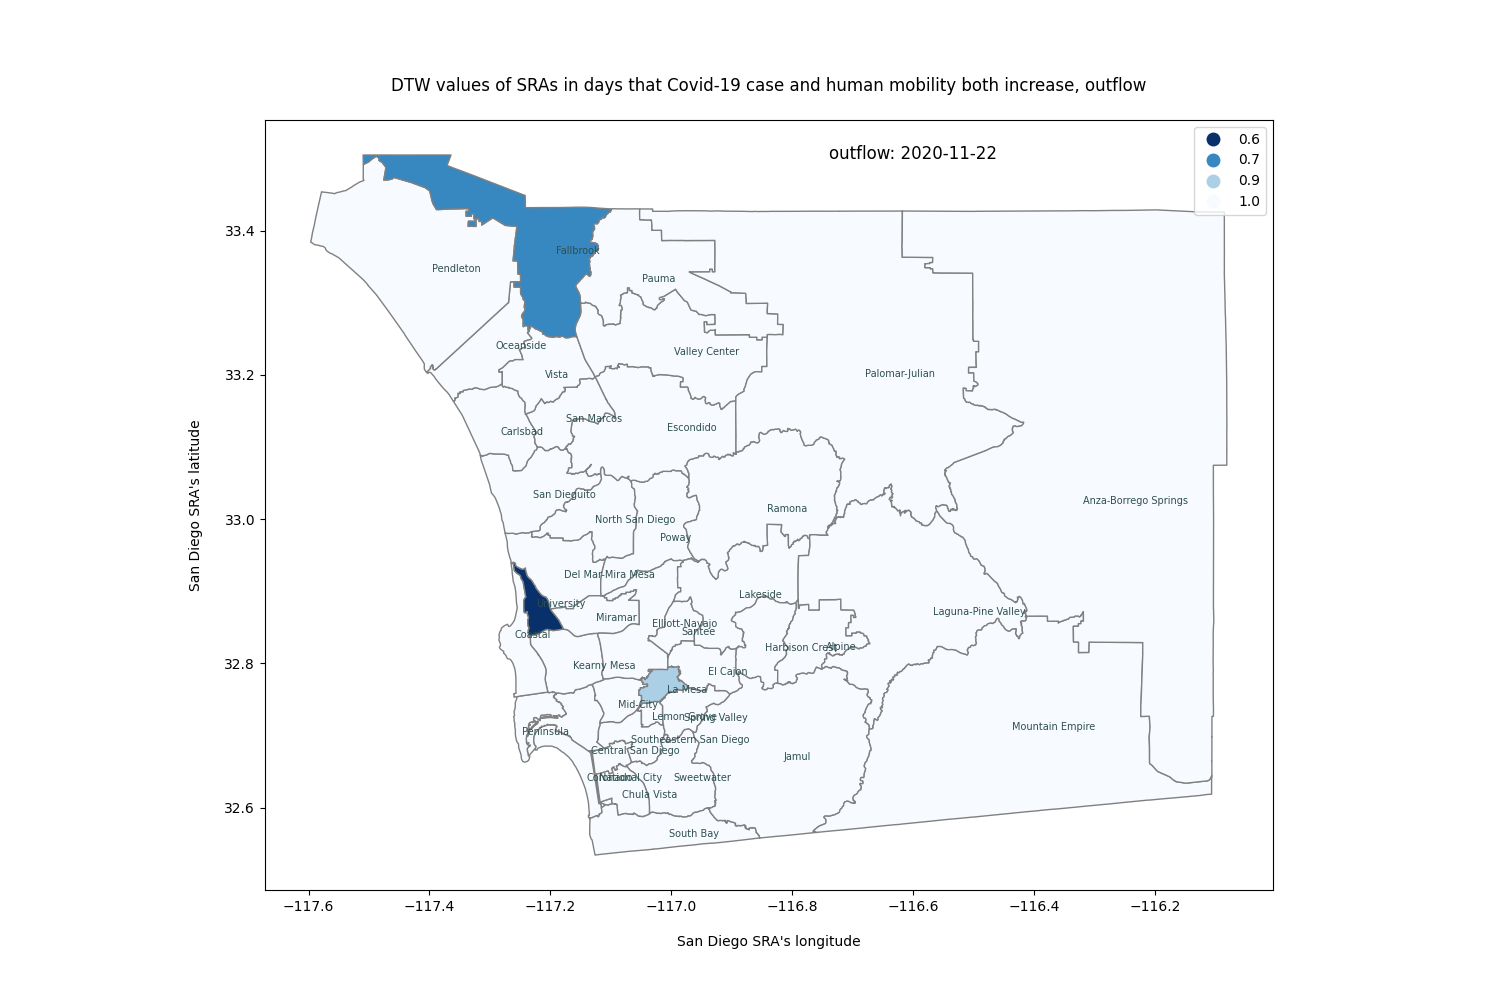 DTW values of SRAs in days that Covid-19 case and human mobility both increase, outflow
outflow: 2020-11-22
0.6
0.7
0.9
1.0
33.4
33.2
33.0
32.8
32.6
San Diego SRA's latitude
Fallbrook
Pendleton
Pauma
Oceanside
Valley Center
Vista
Palomar-Julian
San Marcos
Carlsbad
Escondido
San Dieguito
Anza-Borrego Springs
Ramona
North San Diego
Poway
Del Mar-Mira Mesa
Lakeside
University
Laguna-Pine Valley
Miramar
Elliott-Navajo
Santee
Coastal
Harbison Crest
Alpine
Kearny Mesa
El Cajon
La Mesa
Mid-City
Lemon Grove
Spring Valley
Mountain Empire
Peninsula
Southeastern San Diego
Central San Diego
Jamul
Coronado
National City
Sweetwater
Chula Vista
South Bay
−117.6
−117.4
−117.2
−117.0
−116.8
−116.6
−116.4
−116.2
San Diego SRA's longitude